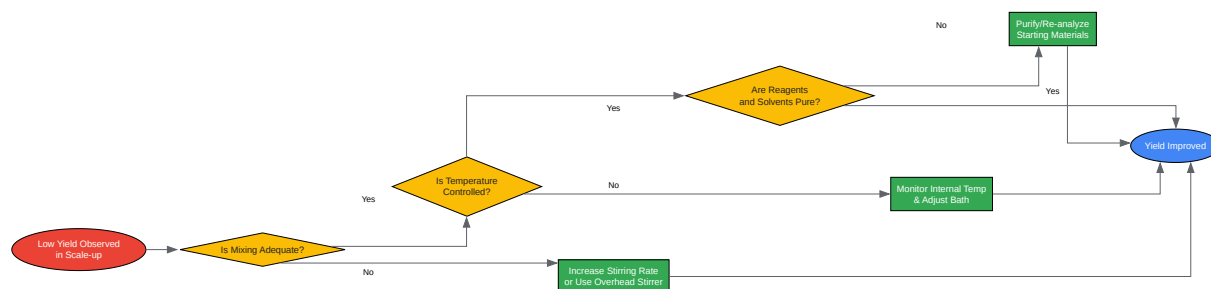 No
Purify/Re-analyze
Starting Materials
Are Reagents
and Solvents Pure?
Yes
Yes
Yield Improved
Is Temperature
Controlled?
No
Monitor Internal Temp
& Adjust Bath
Yes
Low Yield Observed
in Scale-up
Is Mixing Adequate?
No
Increase Stirring Rate
or Use Overhead Stirrer